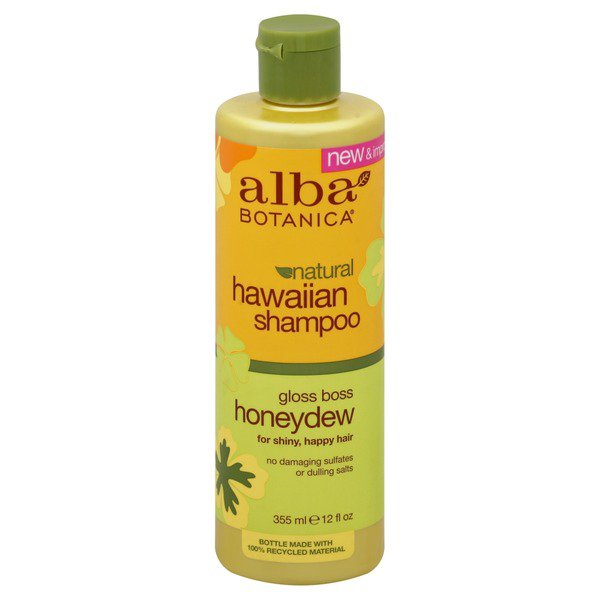 new &
alba
BOTANICA®
natural
hawaiian
shampoo
gloss boss
honeydew
for shiny, happy hair
no damaging sulfates
or dulling salts
355 ml ℮ 12 fl oz
BOTTLE MADE WITH
100% RECYCLED MATERIAL